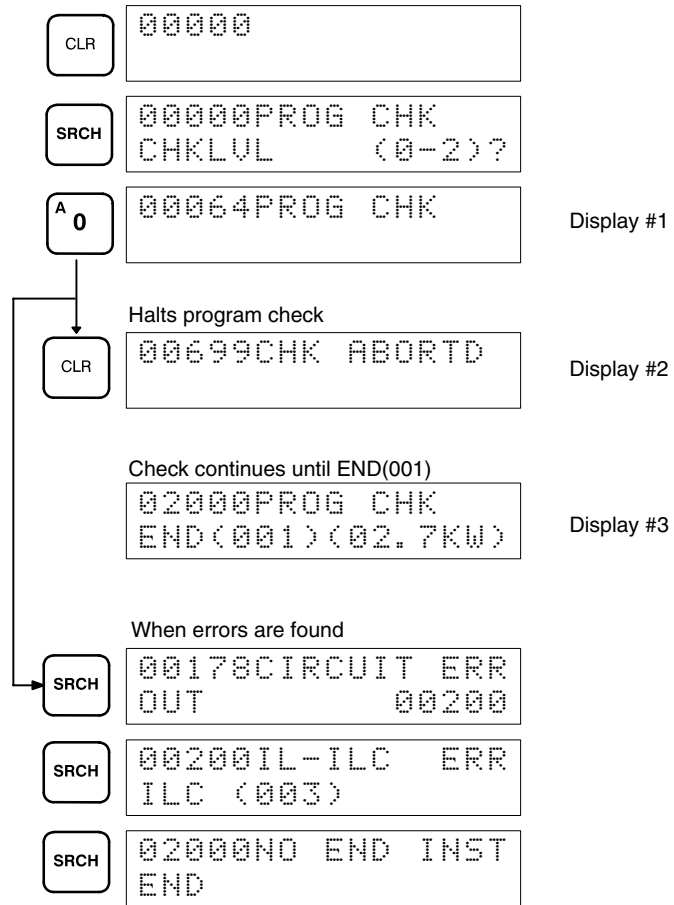 CLR
00000
SRCH
00000PROG CHK
CHKLVL (0-2)?
A
0
00064PROG CHK
Display #1
Halts program check
CLR
00699CHK ABORTD
Display #2
Check continues until END(001)
02000PROG CHK
END(001)(02.7KW)
Display #3
When errors are found
SRCH
00178CIRCUIT ERR
OUT 00200
SRCH
00200IL-ILC ERR
ILC (003)
SRCH
02000NO END INST
END